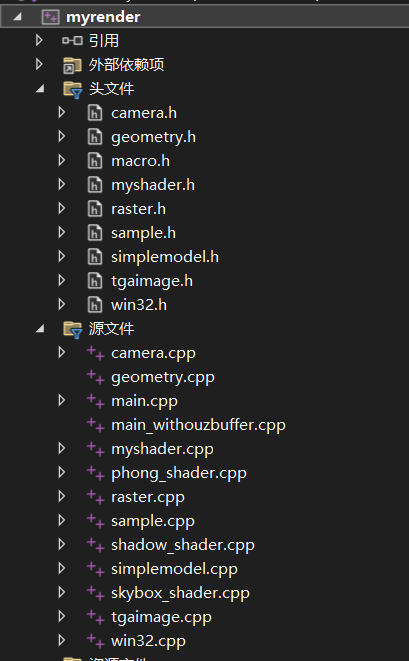 myrender
引用
外部依赖项
头文件
camera.h
geometry.h
macro.h
myshader.h
raster.h
sample.h
simplemodel.h
tgaimage.h
win32.h
源文件
camera.cpp
geometry.cpp
main.cpp
main_withouzbuffer.cpp
myshader.cpp
phong_shader.cpp
raster.cpp
sample.cpp
shadow_shader.cpp
simplemodel.cpp
skybox_shader.cpp
tgaimage.cpp
win32.cpp